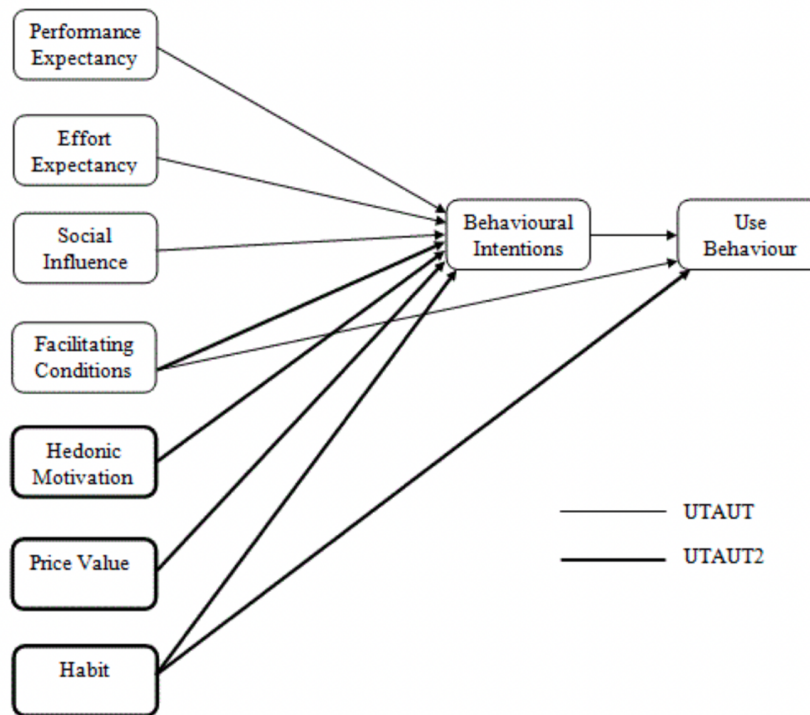 Performance
Expectancy
Effort
Expectancy
Social
Influence
Facilitating
Conditions
Hedonic
Motivation
Price Value
Habit
Behavioural
Intentions
Use
Behaviour
UTAUT
UTAUT2